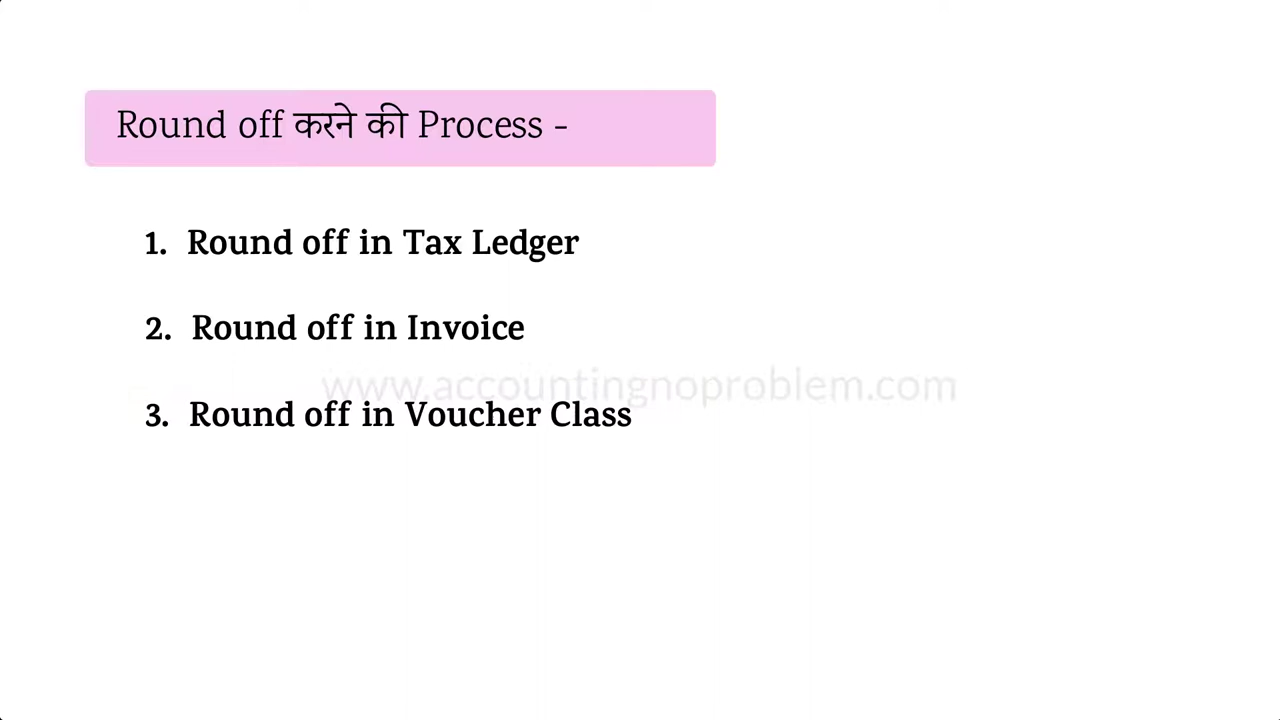 Round off करने की Process -
1. Round off in Tax Ledger
2. Round off in Invoice
www.accountingnoproblem.com
3. Round off in Voucher Class